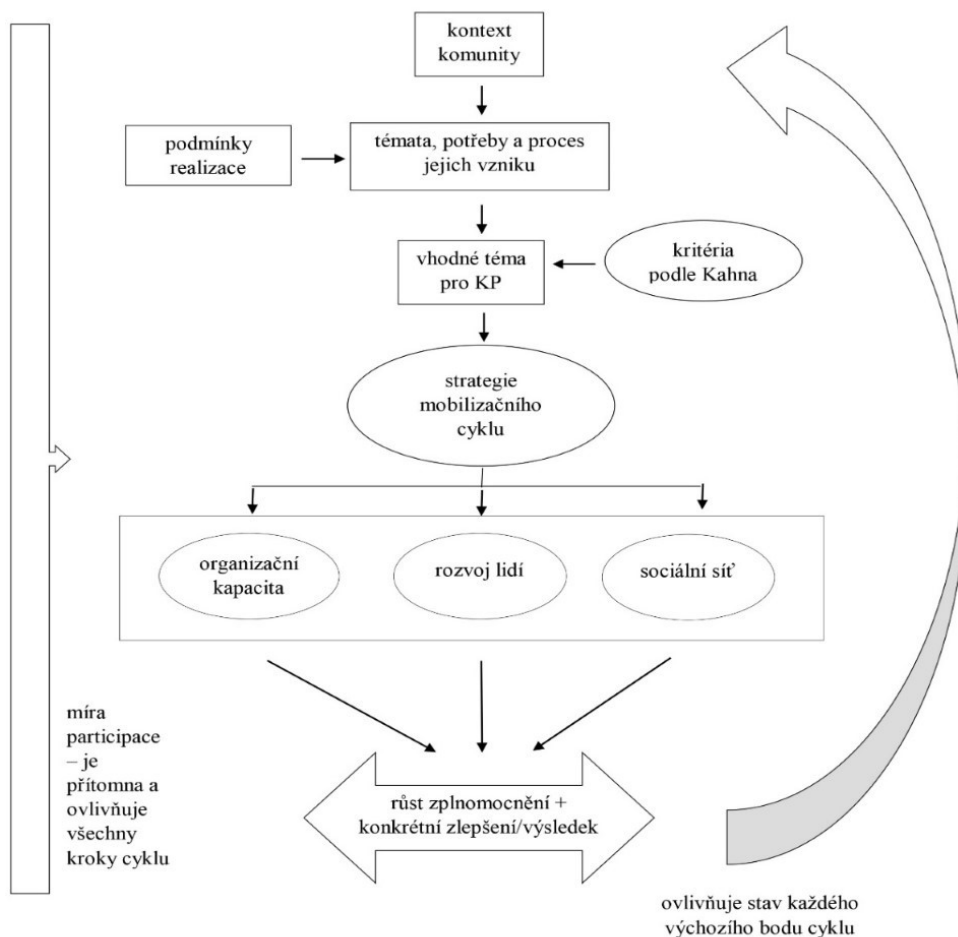 kontext
komunity
podmínky
realizace
témata, potřeby a proces
jejich vzniku
vhodné téma
pro KP
kritéria
podle Kahna
strategie
mobilizačního
cyklu
organizační
kapacita
rozvoj lidí
sociální síť
míra
participace
– je
přítomna a
ovlivňuje
všechny
kroky cyklu
růst zplnomocnění +
konkrétní zlepšení/výsledek
ovlivňuje stav každého
výchozího bodu cyklu